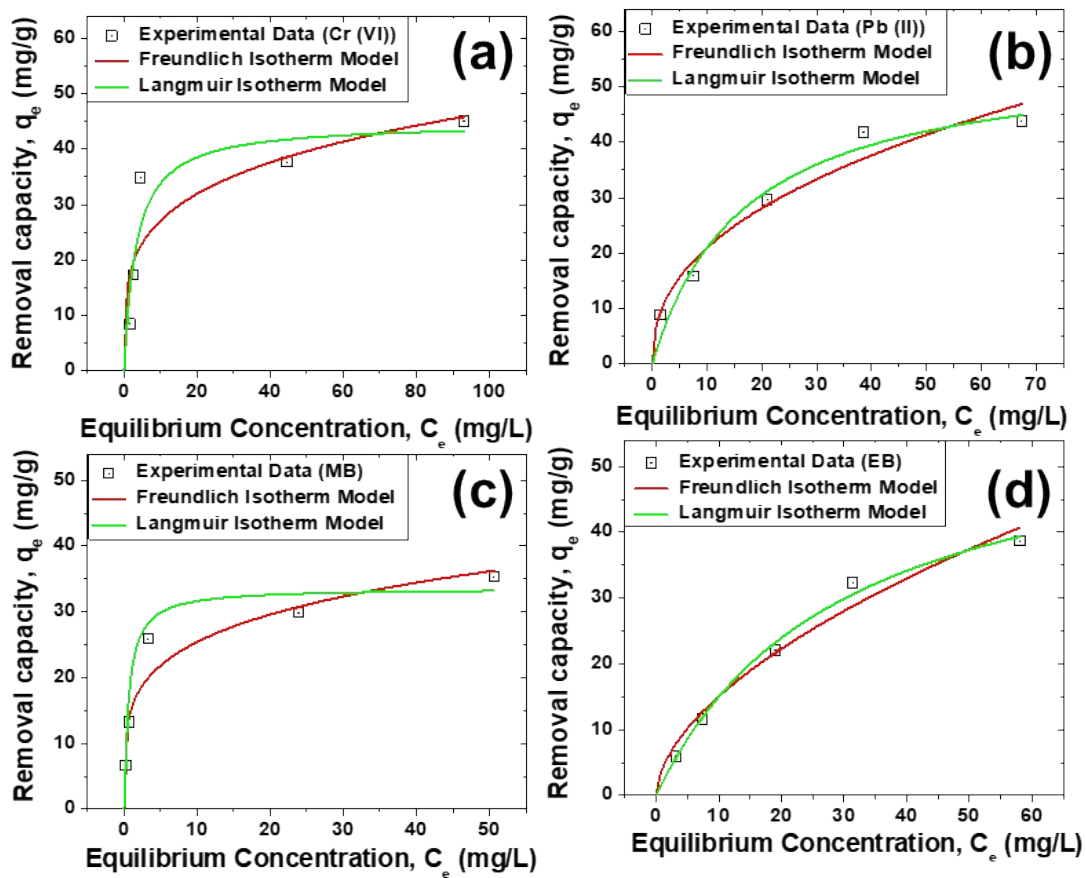 Experimental Data (Cr (VI))
Freundlich Isotherm Model
Langmuir Isotherm Model
(a)
Removal capacity, qe (mg/g)
60
50
40
30
20
10
0
0 20 40 60 80 100
Equilibrium Concentration, Ce (mg/L)
Experimental Data (Pb (II))
Freundlich Isotherm Model
Langmuir Isotherm Model
(b)
Removal capacity, qe (mg/g)
60
50
40
30
20
10
0
0 10 20 30 40 50 60 70
Equilibrium Concentration, Ce (mg/L)
Experimental Data (MB)
Freundlich Isotherm Model
Langmuir Isotherm Model
(c)
Removal capacity, qe (mg/g)
50
40
30
20
10
0
0 10 20 30 40 50
Equilibrium Concentration, Ce (mg/L)
Experimental Data (EB)
Freundlich Isotherm Model
Langmuir Isotherm Model
(d)
Removal capacity, qe (mg/g)
50
40
30
20
10
0
0 10 20 30 40 50 60
Equilibrium Concentration, Ce (mg/L)